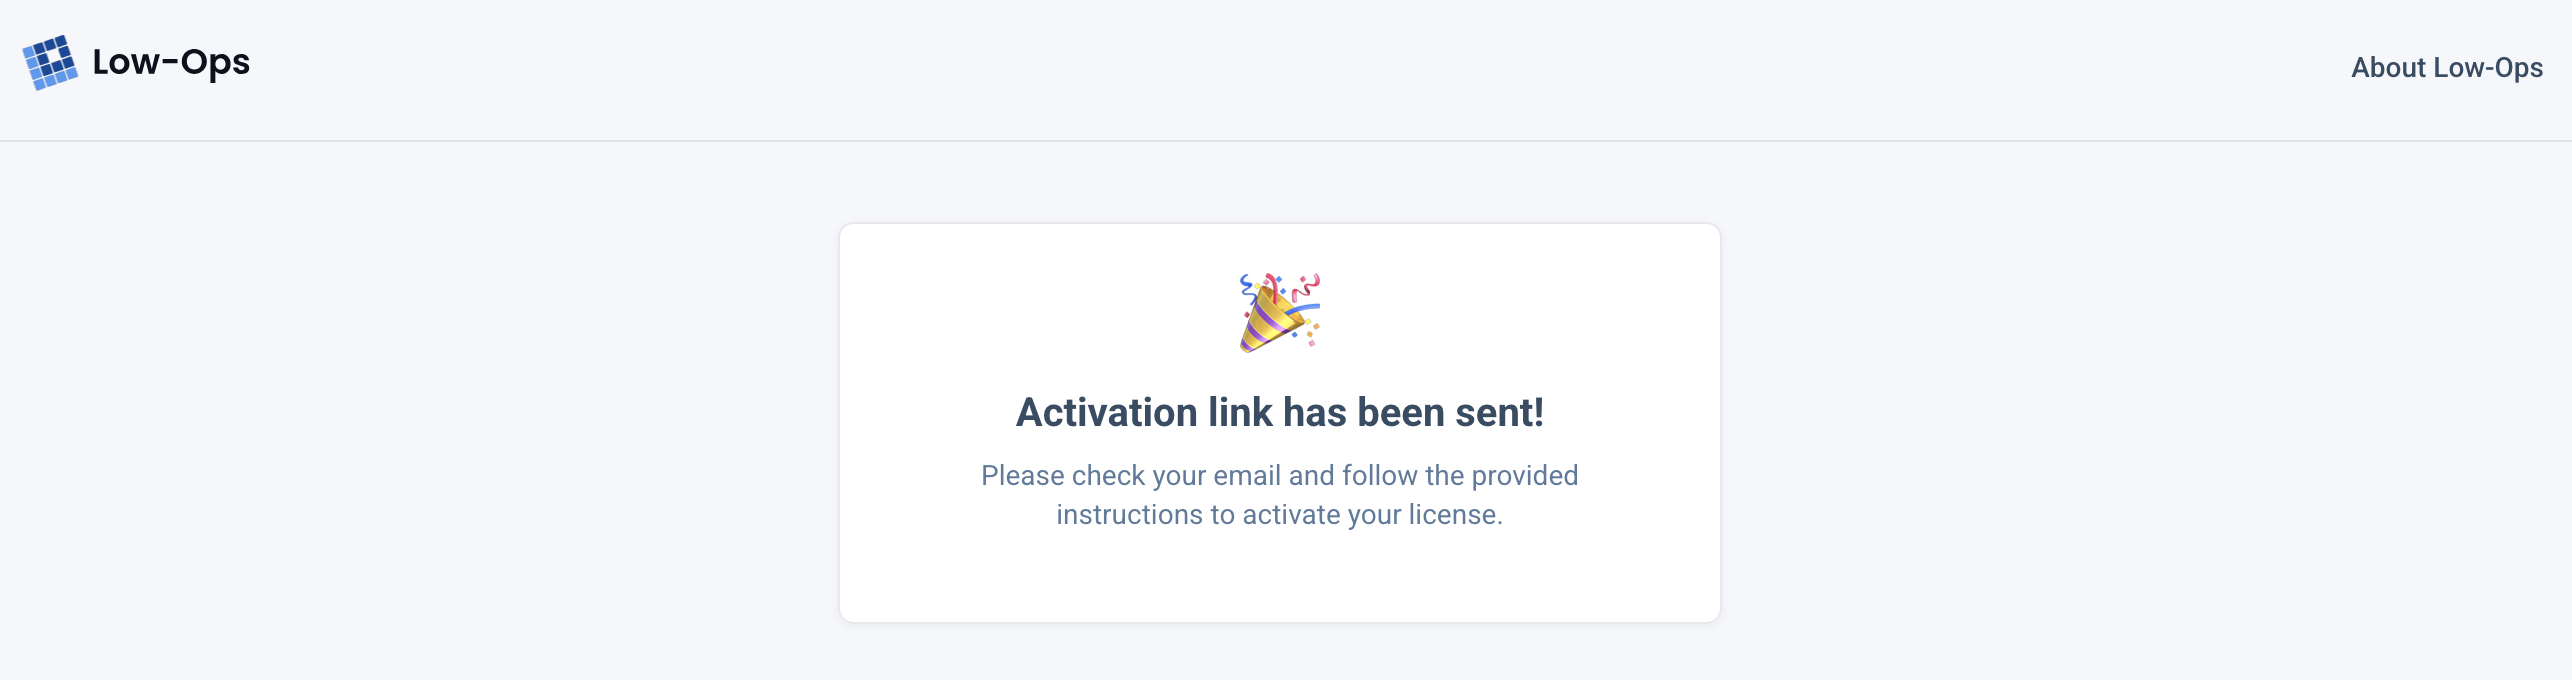 Low-Ops
About Low-Ops
Activation link has been sent!
Please check your email and follow the provided
instructions to activate your license.